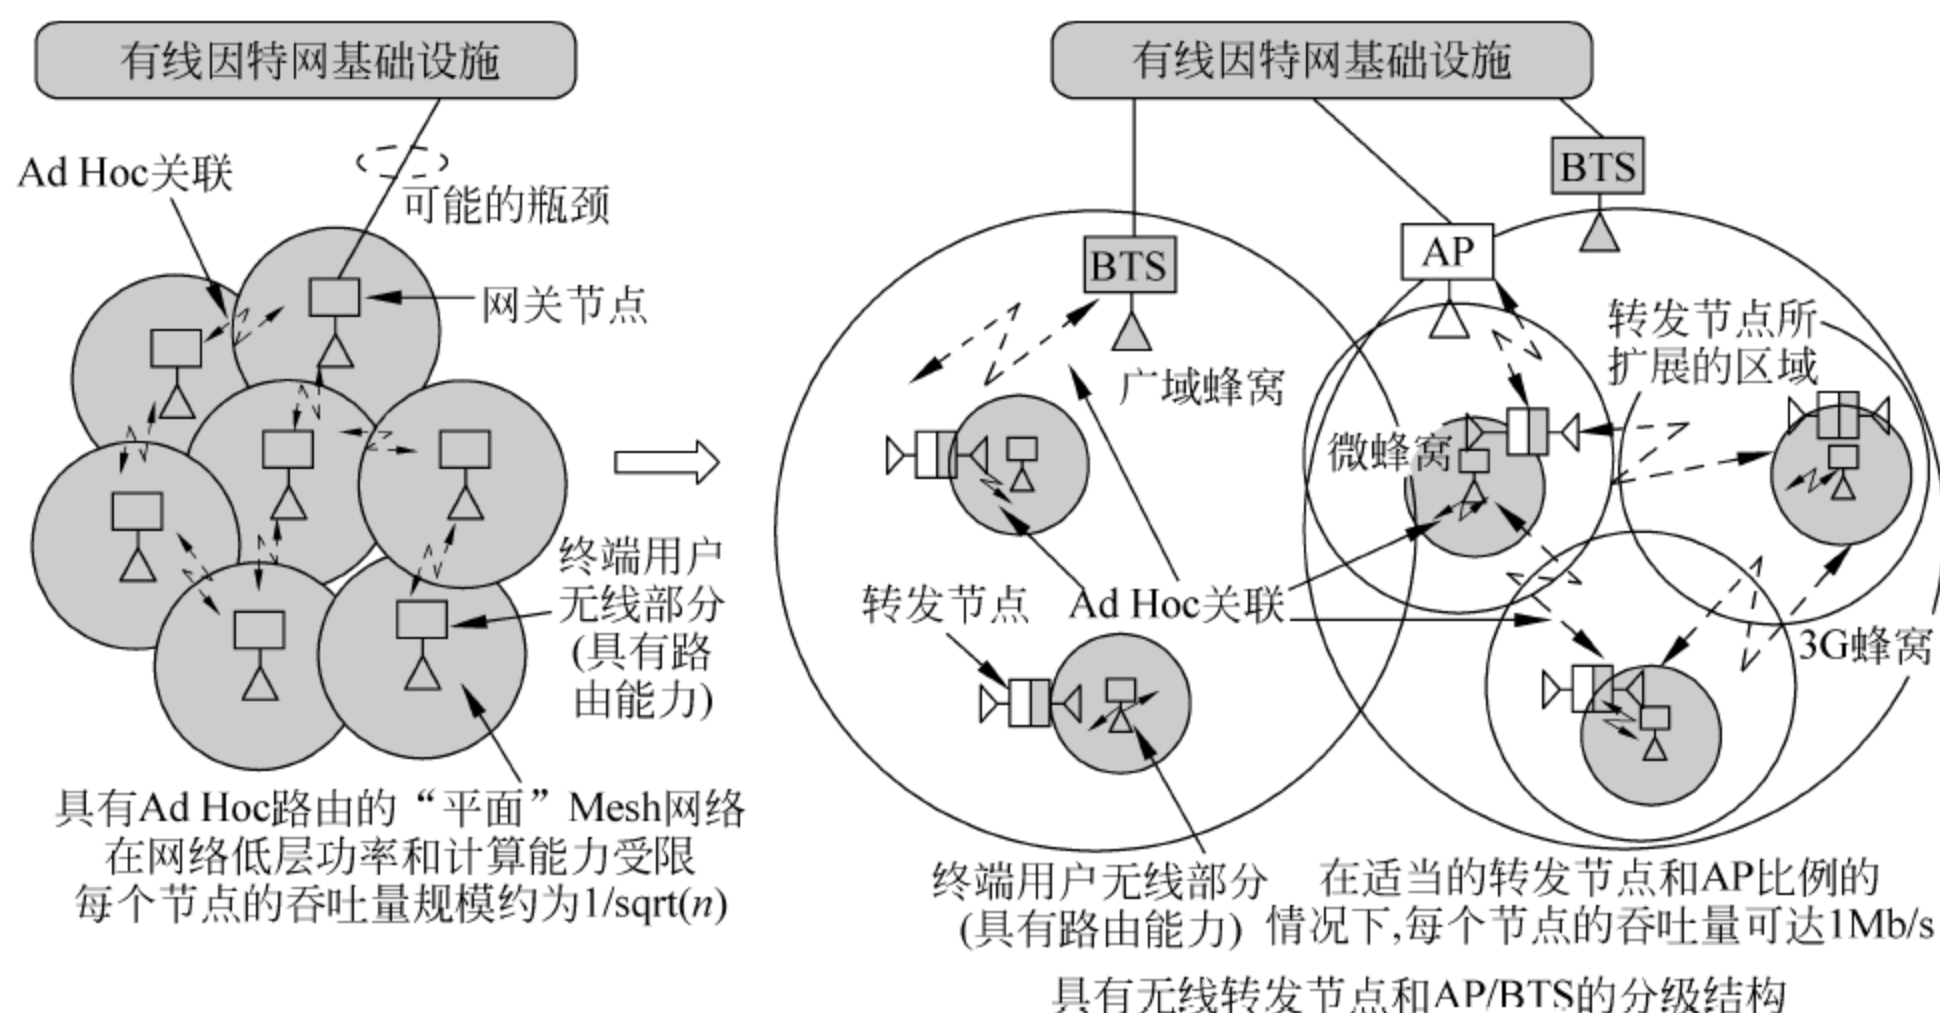 有线因特网基础设施
Ad Hoc关联
可能的瓶颈
网关节点
终端用户
无线部分
(具有路
由能力)
具有Ad Hoc路由的“平面”Mesh网络
在网络低层功率和计算能力受限
每个节点的吞吐量规模约为1/sqrt(n)
有线因特网基础设施
BTS
AP
BTS
转发节点所
扩展的区域
广域蜂窝
微蜂窝
转发节点
Ad Hoc关联
3G蜂窝
终端用户无线部分
(具有路由能力)
在适当的转发节点和AP比例的
情况下,每个节点的吞吐量可达1Mb/s
具有无线转发节点和AP/BTS的分级结构